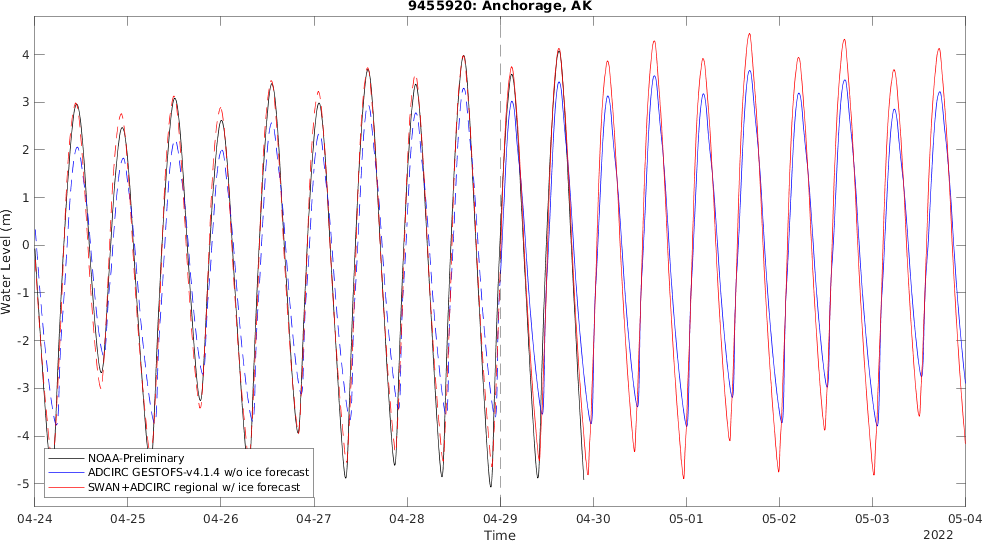 9455920: Anchorage, AK
4
3
2
1
0
-1
-2
-3
-4
-5
Water Level (m)
NOAA-Preliminary
ADCIRC GESTOFS-v4.1.4 w/o ice forecast
SWAN+ADCIRC regional w/ ice forecast
04-24 04-25 04-26 04-27 04-28 04-29 04-30 05-01 05-02 05-03 05-04
Time
2022